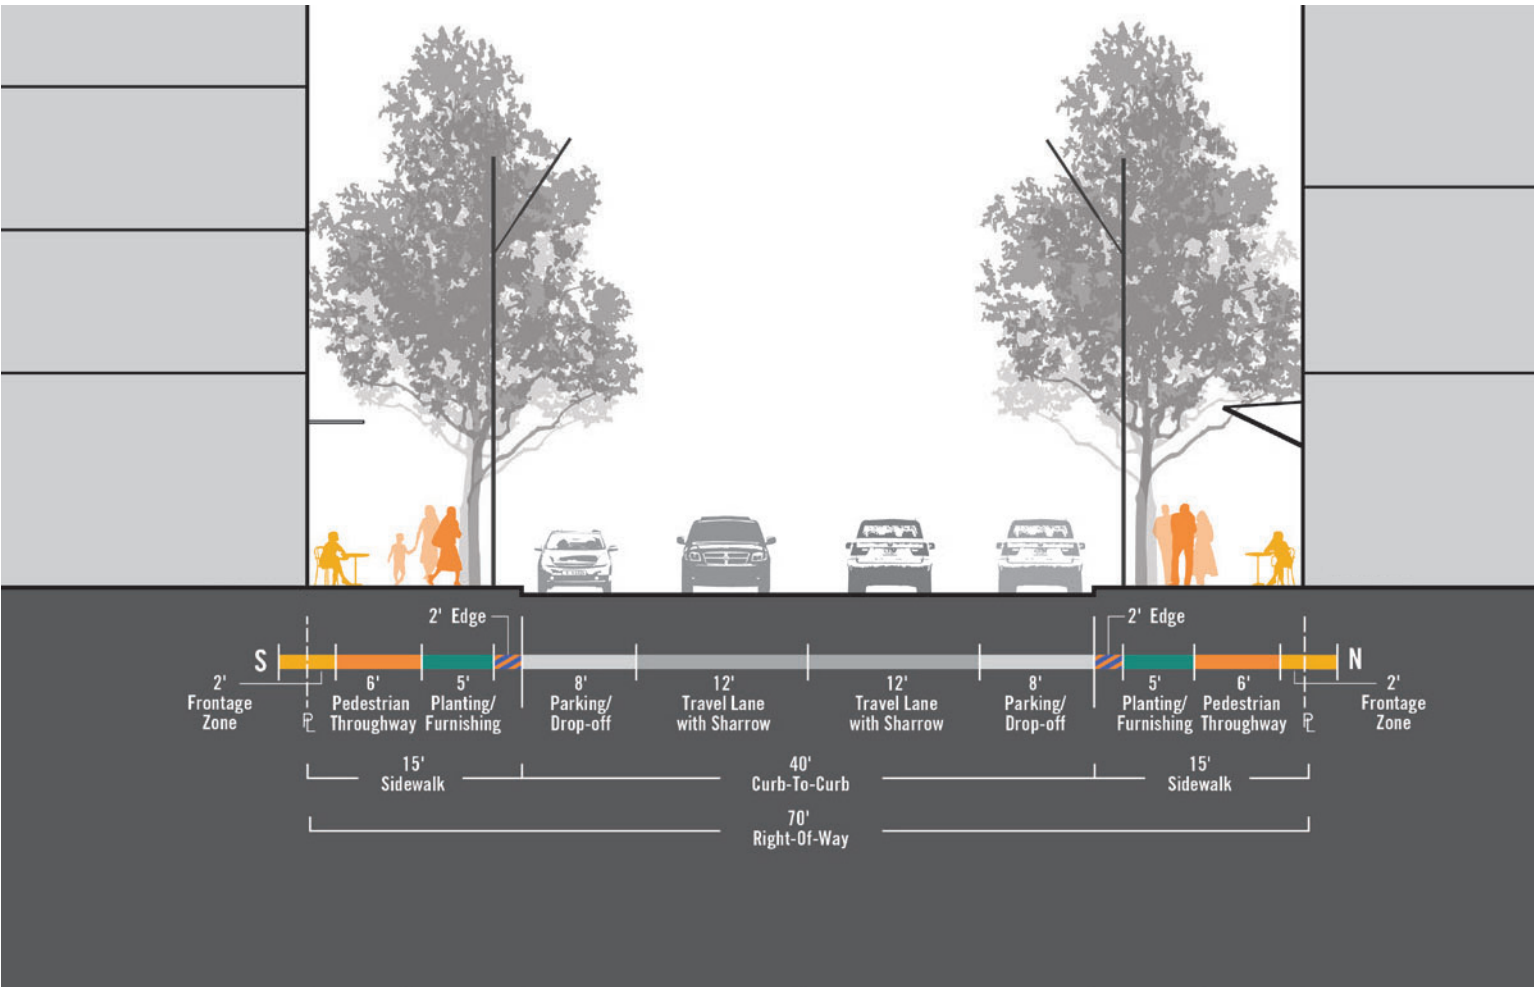 2' Edge
2' Edge
S
N
2'
Frontage
Zone
PL
6'
Pedestrian
Throughway
5'
Planting/
Furnishing
8'
Parking/
Drop-off
12'
Travel Lane
with Sharrow
12'
Travel Lane
with Sharrow
8'
Parking/
Drop-off
5'
Planting/
Furnishing
6'
Pedestrian
Throughway
PL
2'
Frontage
Zone
15'
Sidewalk
40'
Curb-To-Curb
15'
Sidewalk
70'
Right-Of-Way